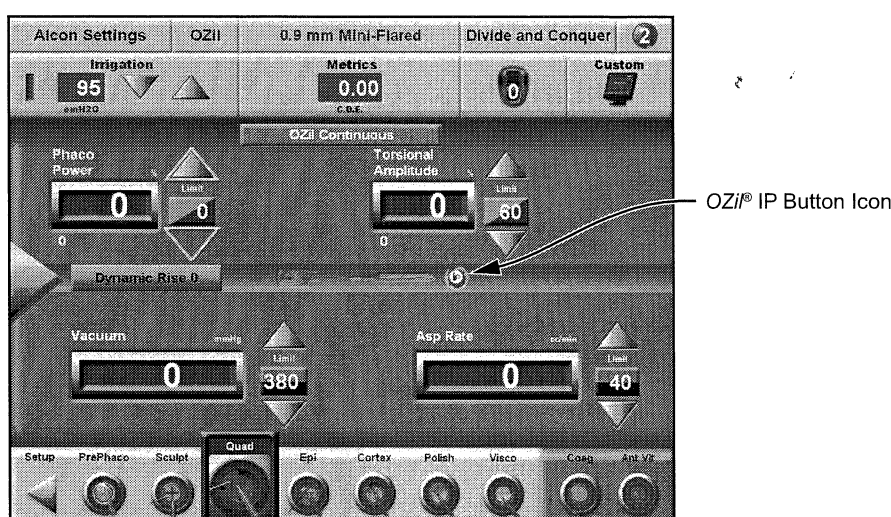 Alcon Settings OZil 0.9 mm Mini-Flared Divide and Conquer 2
Irrigation Metrics Custom
95 0.00 0
cmH2O C.D.E.
OZil Continuous
Phaco Power % Torsional Amplitude %
0 Limit 0 0 Limit 60
0 0
OZil® IP Button Icon
Dynamic Rise 0
Vacuum mmHg Asp Rate cc/min
0 Limit 380 0 Limit 40
Setup PrePhaco Sculpt Quad Epi Cortex Polish Visco Coag Ant Vit